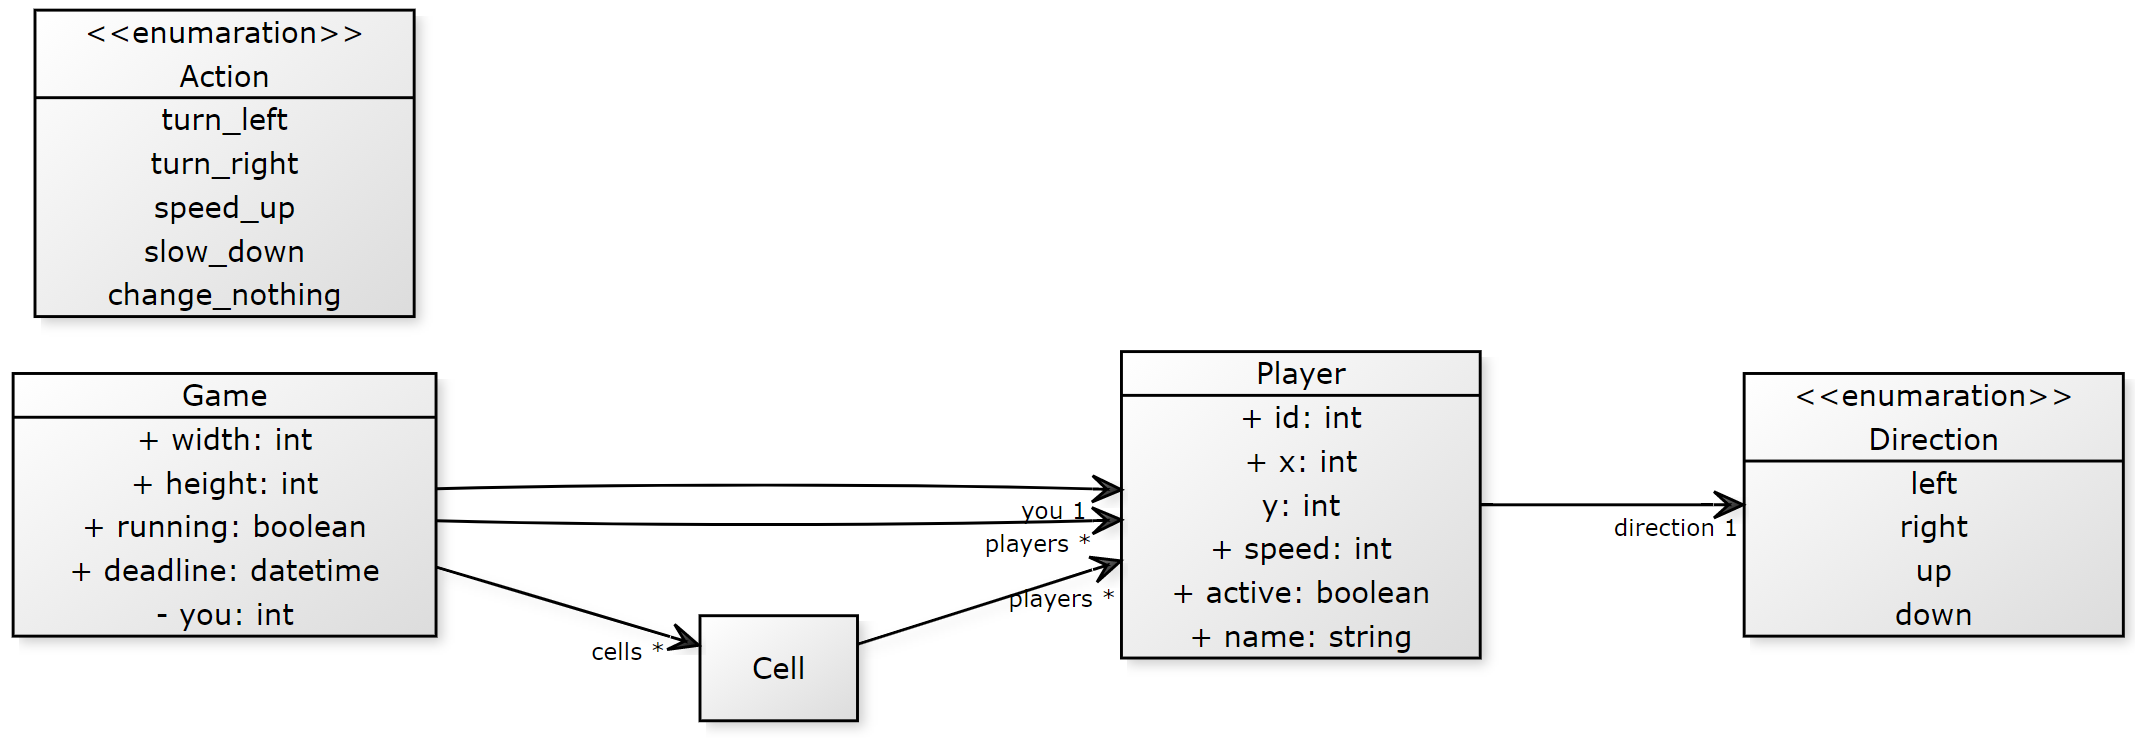 <<enumaration>>
Action
turn_left
turn_right
speed_up
slow_down
change_nothing
Game
+ width: int
+ height: int
+ running: boolean
+ deadline: datetime
- you: int
you 1
players *
players *
cells *
Cell
Player
+ id: int
+ x: int
y: int
+ speed: int
+ active: boolean
+ name: string
direction 1
<<enumaration>>
Direction
left
right
up
down